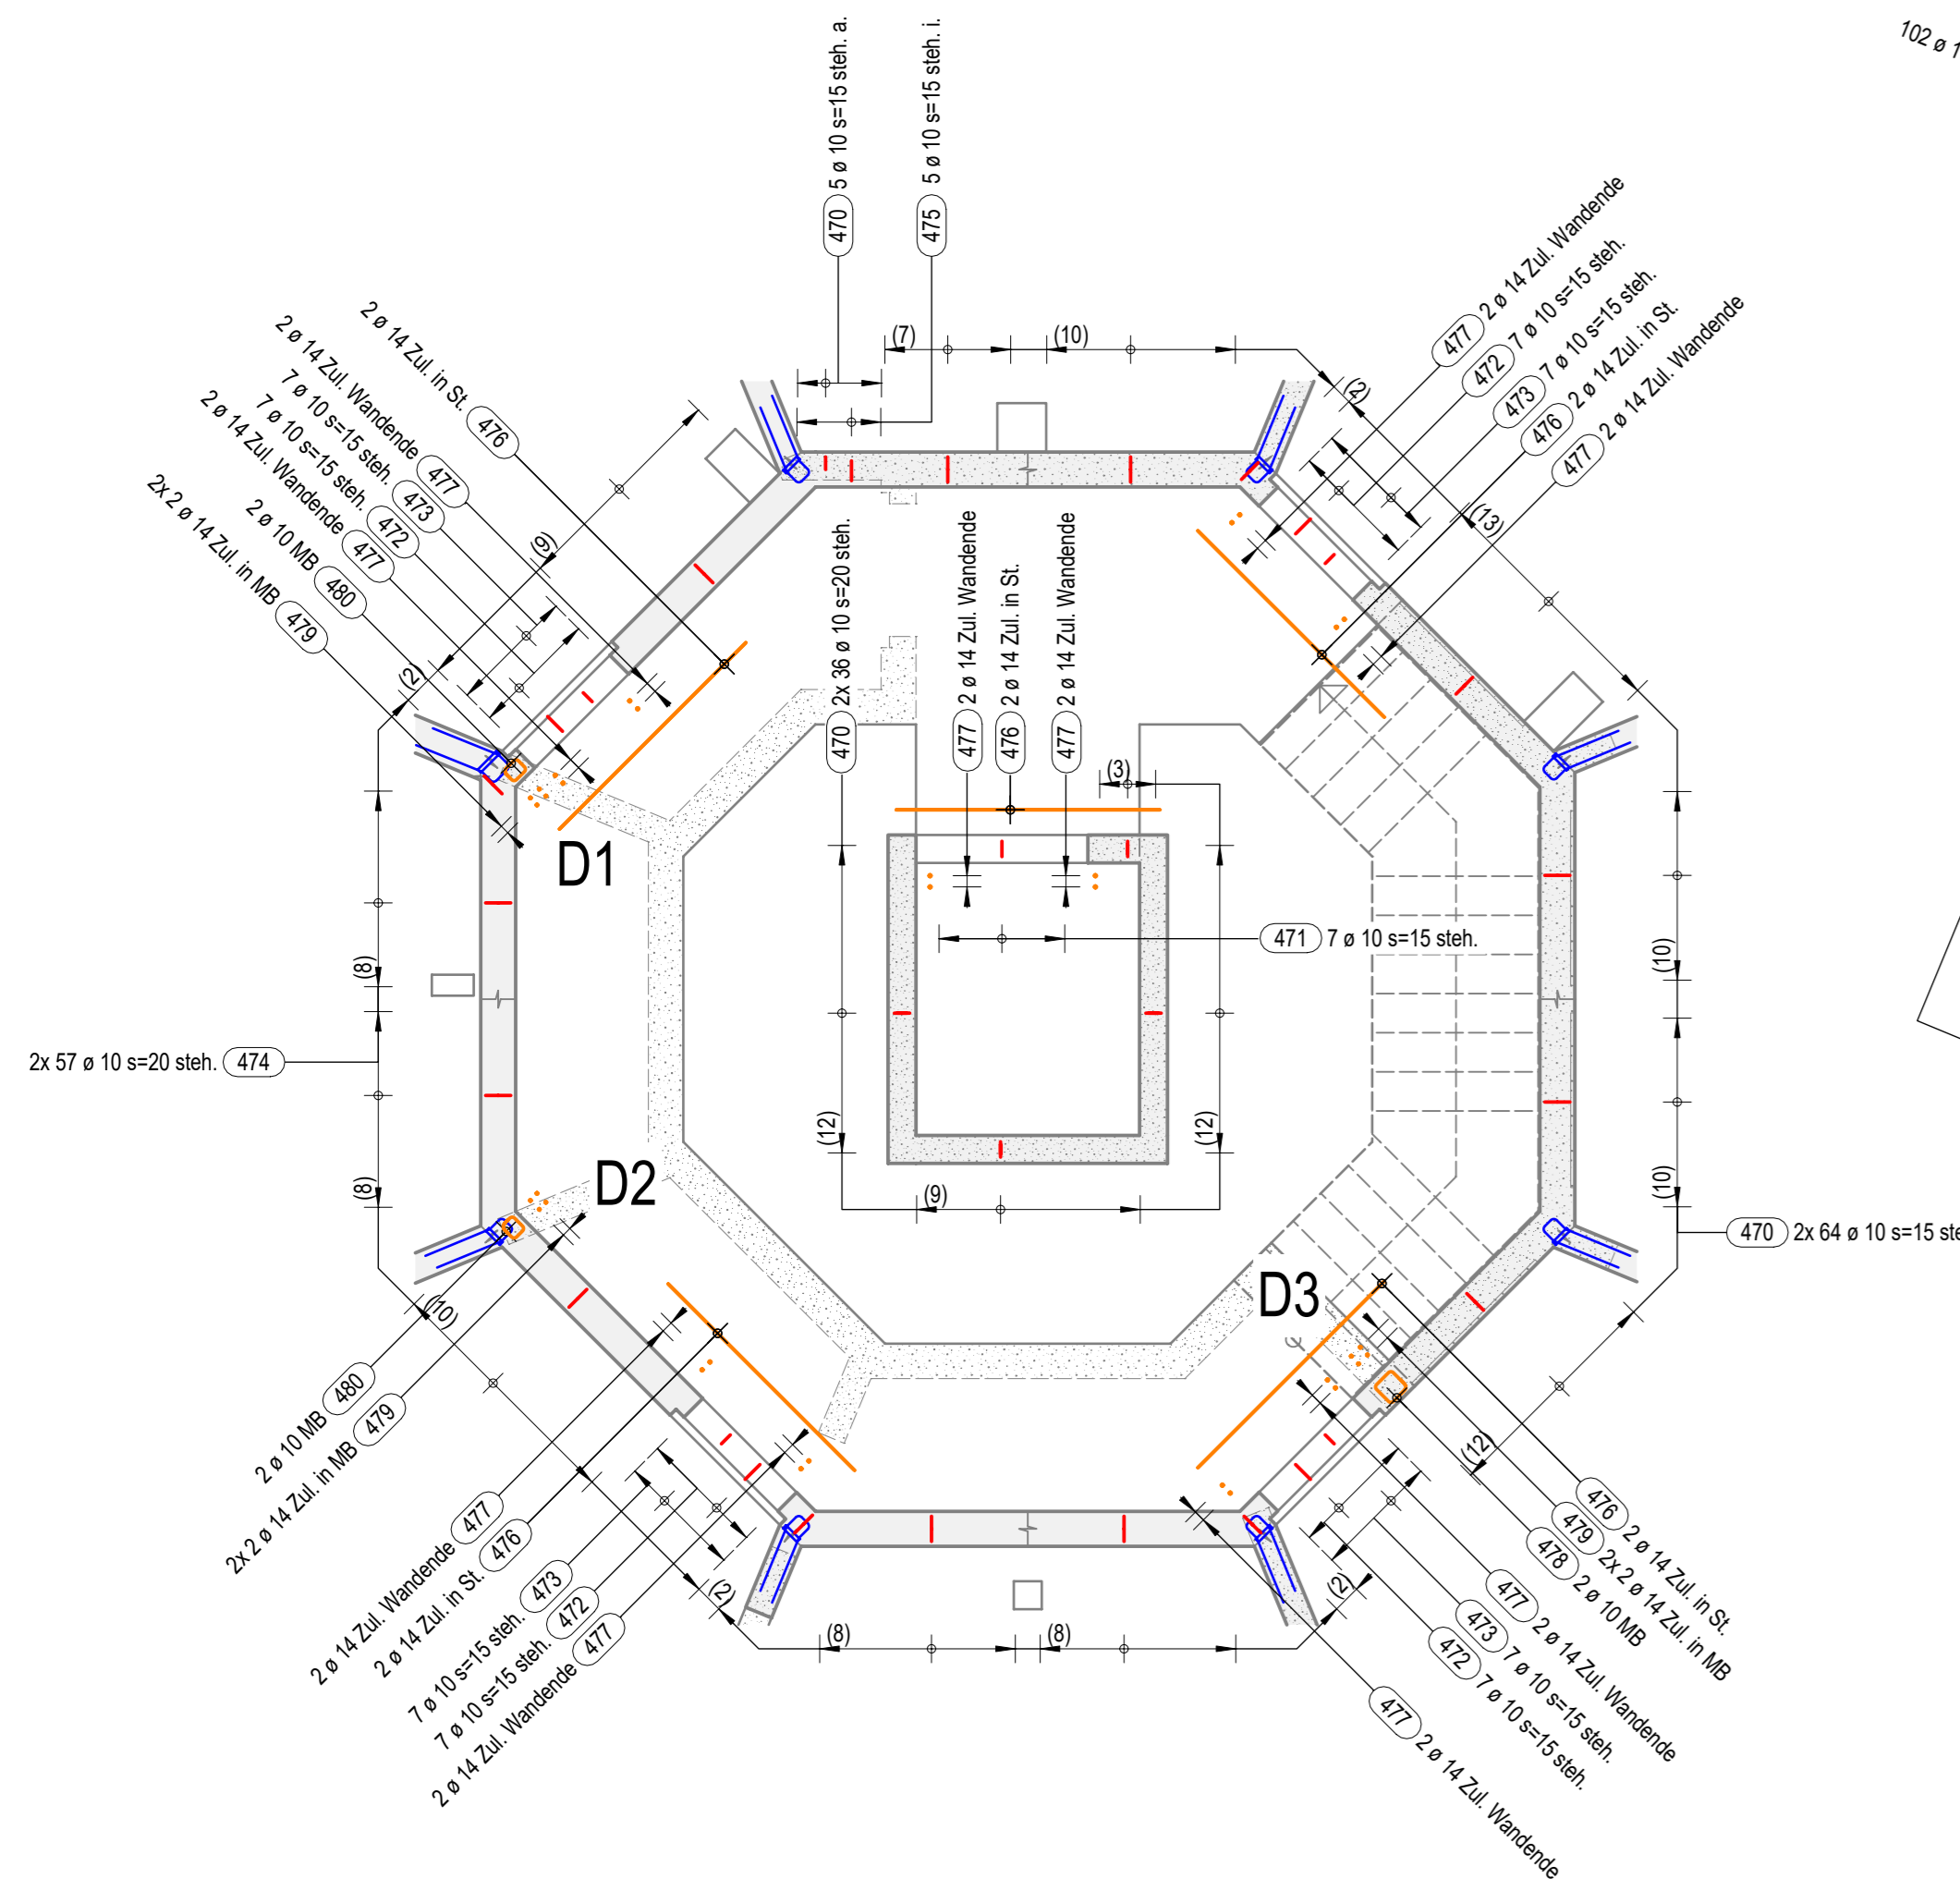 102 ø 1
470 5 ø 10 s=15 steh. a.
475 5 ø 10 s=15 steh. i.
(7)
(10)
(2)
(13)
477 2 ø 14 Zul. Wandende
472 7 ø 10 s=15 steh.
473 7 ø 10 s=15 steh.
476 2 ø 14 Zul. in St.
477 2 ø 14 Zul. Wandende
2 ø 14 Zul. in St. 476
2 ø 14 Zul. Wandende 477
7 ø 10 s=15 steh. 473
7 ø 10 s=15 steh. 472
2 ø 14 Zul. Wandende 477
2 ø 10 MB 480
2x 2 ø 14 Zul. in MB 479
(9)
(2)
470 2x 36 ø 10 s=20 steh.
477 2 ø 14 Zul. Wandende
476 2 ø 14 Zul. in St.
477 2 ø 14 Zul. Wandende
(3)
D1
471 7 ø 10 s=15 steh.
(8)
(10)
2x 57 ø 10 s=20 steh. 474
(12)
(12)
D2
(8)
(9)
(10)
470 2x 64 ø 10 s=15 ste
D3
(10)
2 ø 10 MB 480
2x 2 ø 14 Zul. in MB 479
2 ø 14 Zul. Wandende 477
2 ø 14 Zul. in St. 476
7 ø 10 s=15 steh. 473
7 ø 10 s=15 steh. 472
2 ø 14 Zul. Wandende 477
(2)
(8)
(8)
(2)
(12)
476 2 ø 14 Zul. in St.
479 2x 2 ø 14 Zul. in MB
478 2 ø 10 MB
477 2 ø 14 Zul. Wandende
473 7 ø 10 s=15 steh.
472 7 ø 10 s=15 steh.
477 2 ø 14 Zul. Wandende